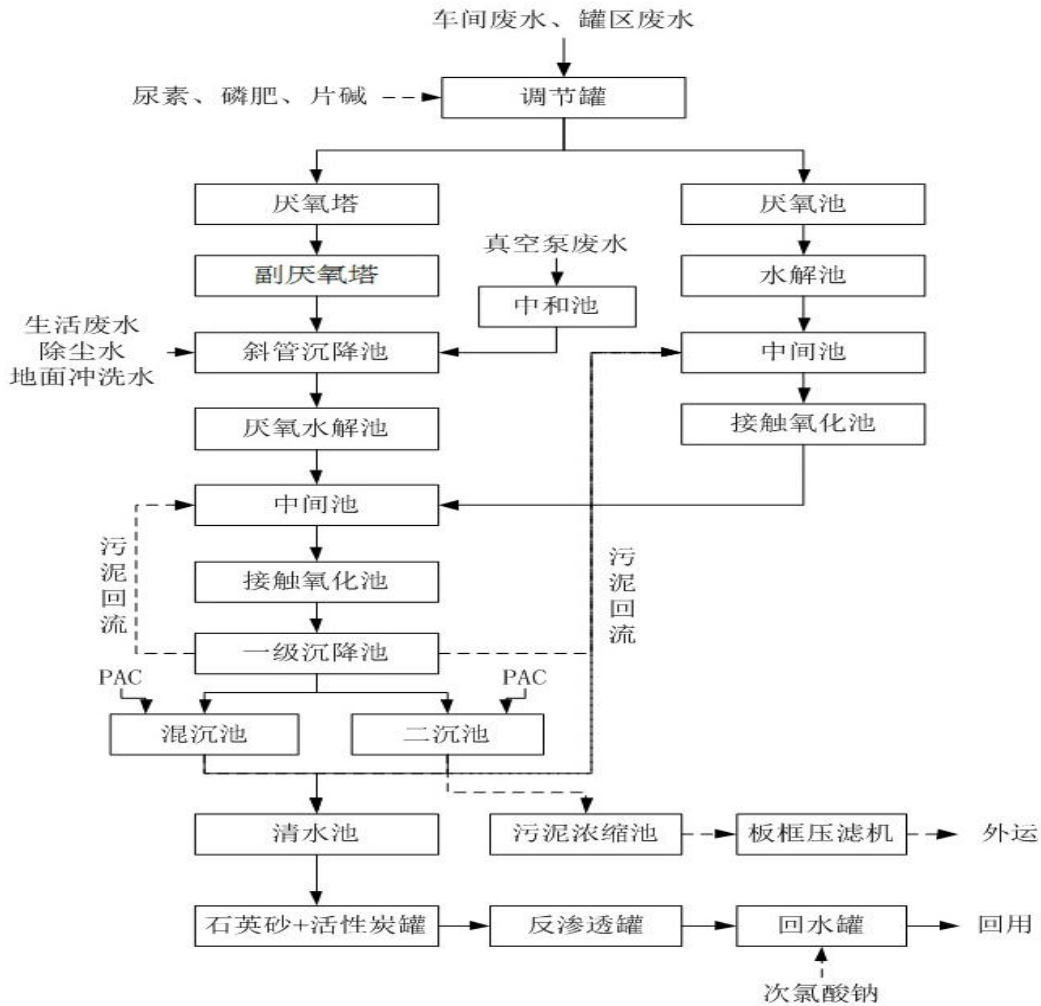 车间废水、罐区废水
尿素、磷肥、片碱
调节罐
厌氧塔
厌氧池
真空泵废水
副厌氧塔
水解池
中和池
生活废水
除尘水
地面冲洗水
斜管沉降池
中间池
厌氧水解池
接触氧化池
中间池
污泥回流
污泥回流
接触氧化池
一级沉降池
PAC
PAC
混沉池
二沉池
清水池
污泥浓缩池
板框压滤机
外运
石英砂+活性炭罐
反渗透罐
回水罐
回用
次氯酸钠